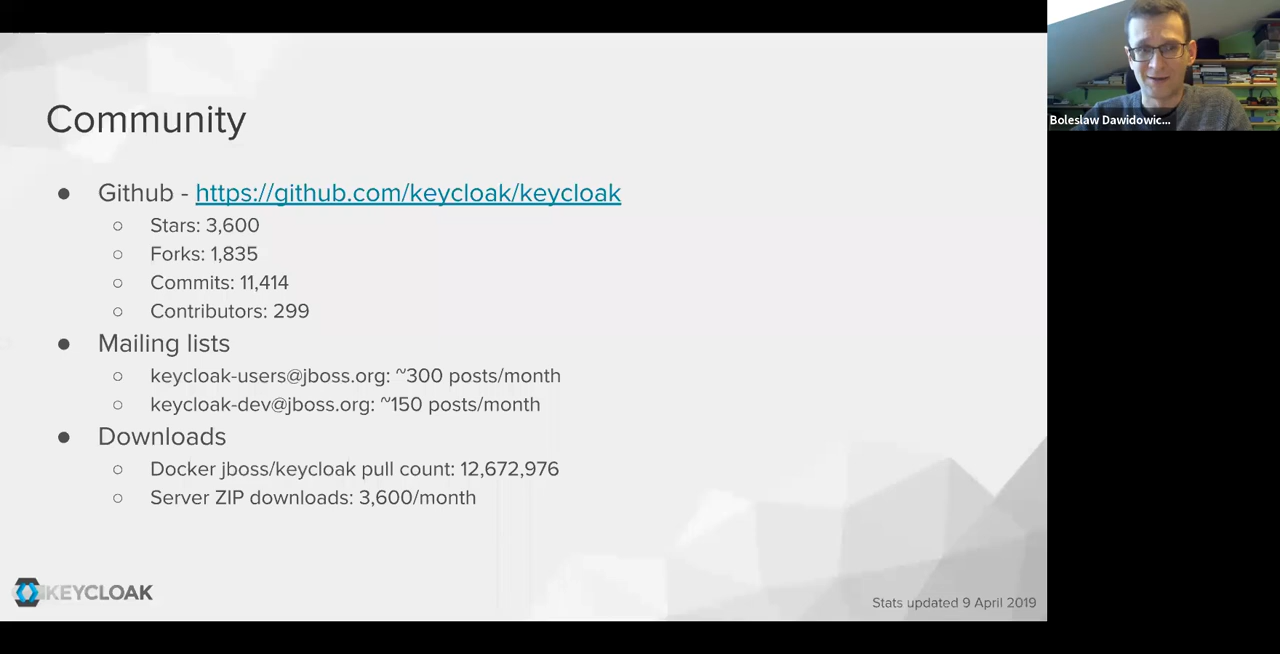 Community
● Github - https://github.com/keycloak/keycloak
○ Stars: 3,600
○ Forks: 1,835
○ Commits: 11,414
○ Contributors: 299
● Mailing lists
○ keycloak-users@jboss.org: ~300 posts/month
○ keycloak-dev@jboss.org: ~150 posts/month
● Downloads
○ Docker jboss/keycloak pull count: 12,672,976
○ Server ZIP downloads: 3,600/month
KEYCLOAK
Stats updated 9 April 2019
Boleslaw Dawidowic...